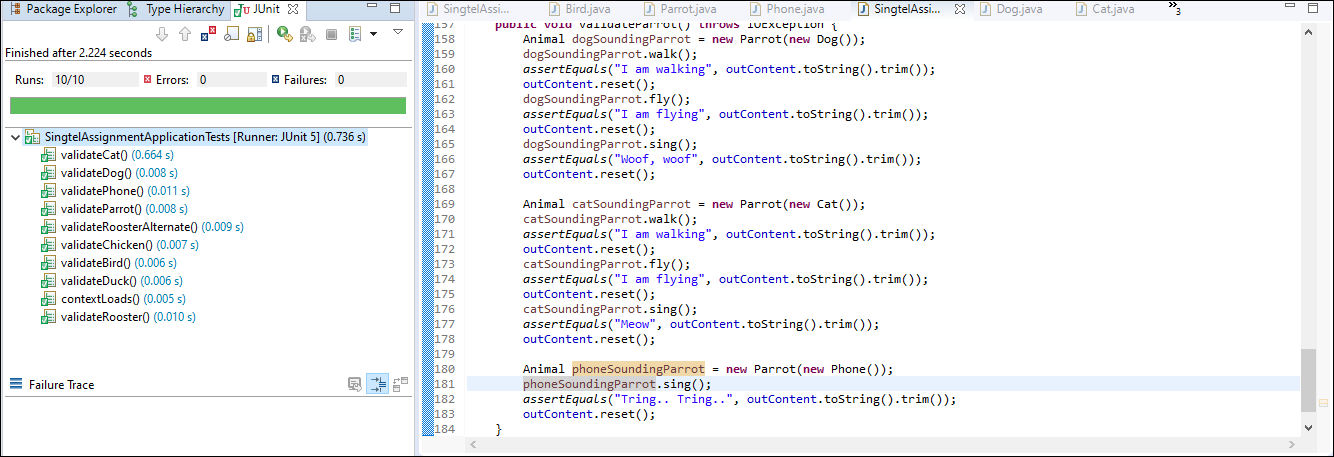 Package Explorer Type Hierarchy JUnit
Finished after 2.224 seconds
Runs: 10/10 Errors: 0 Failures: 0
SingtelAssignmentApplicationTests [Runner: JUnit 5] (0.736 s)
validateCat() (0.664 s)
validateDog() (0.008 s)
validatePhone() (0.011 s)
validateParrot() (0.008 s)
validateRoosterAlternate() (0.009 s)
validateChicken() (0.007 s)
validateBird() (0.006 s)
validateDuck() (0.006 s)
contextLoads() (0.005 s)
validateRooster() (0.010 s)
Failure Trace
SingtelAssi... Bird.java Parrot.java Phone.java SingtelAssi... Dog.java Cat.java 3
157 public void validateParrot() throws IOException {
158 Animal dogSoundingParrot = new Parrot(new Dog());
159 dogSoundingParrot.walk();
160 assertEquals("I am walking", outContent.toString().trim());
161 outContent.reset();
162 dogSoundingParrot.fly();
163 assertEquals("I am flying", outContent.toString().trim());
164 outContent.reset();
165 dogSoundingParrot.sing();
166 assertEquals("Woof, woof", outContent.toString().trim());
167 outContent.reset();
168
169 Animal catSoundingParrot = new Parrot(new Cat());
170 catSoundingParrot.walk();
171 assertEquals("I am walking", outContent.toString().trim());
172 outContent.reset();
173 catSoundingParrot.fly();
174 assertEquals("I am flying", outContent.toString().trim());
175 outContent.reset();
176 catSoundingParrot.sing();
177 assertEquals("Meow", outContent.toString().trim());
178 outContent.reset();
179
180 Animal phoneSoundingParrot = new Parrot(new Phone());
181 phoneSoundingParrot.sing();
182 assertEquals("Tring.. Tring..", outContent.toString().trim());
183 outContent.reset();
184 }